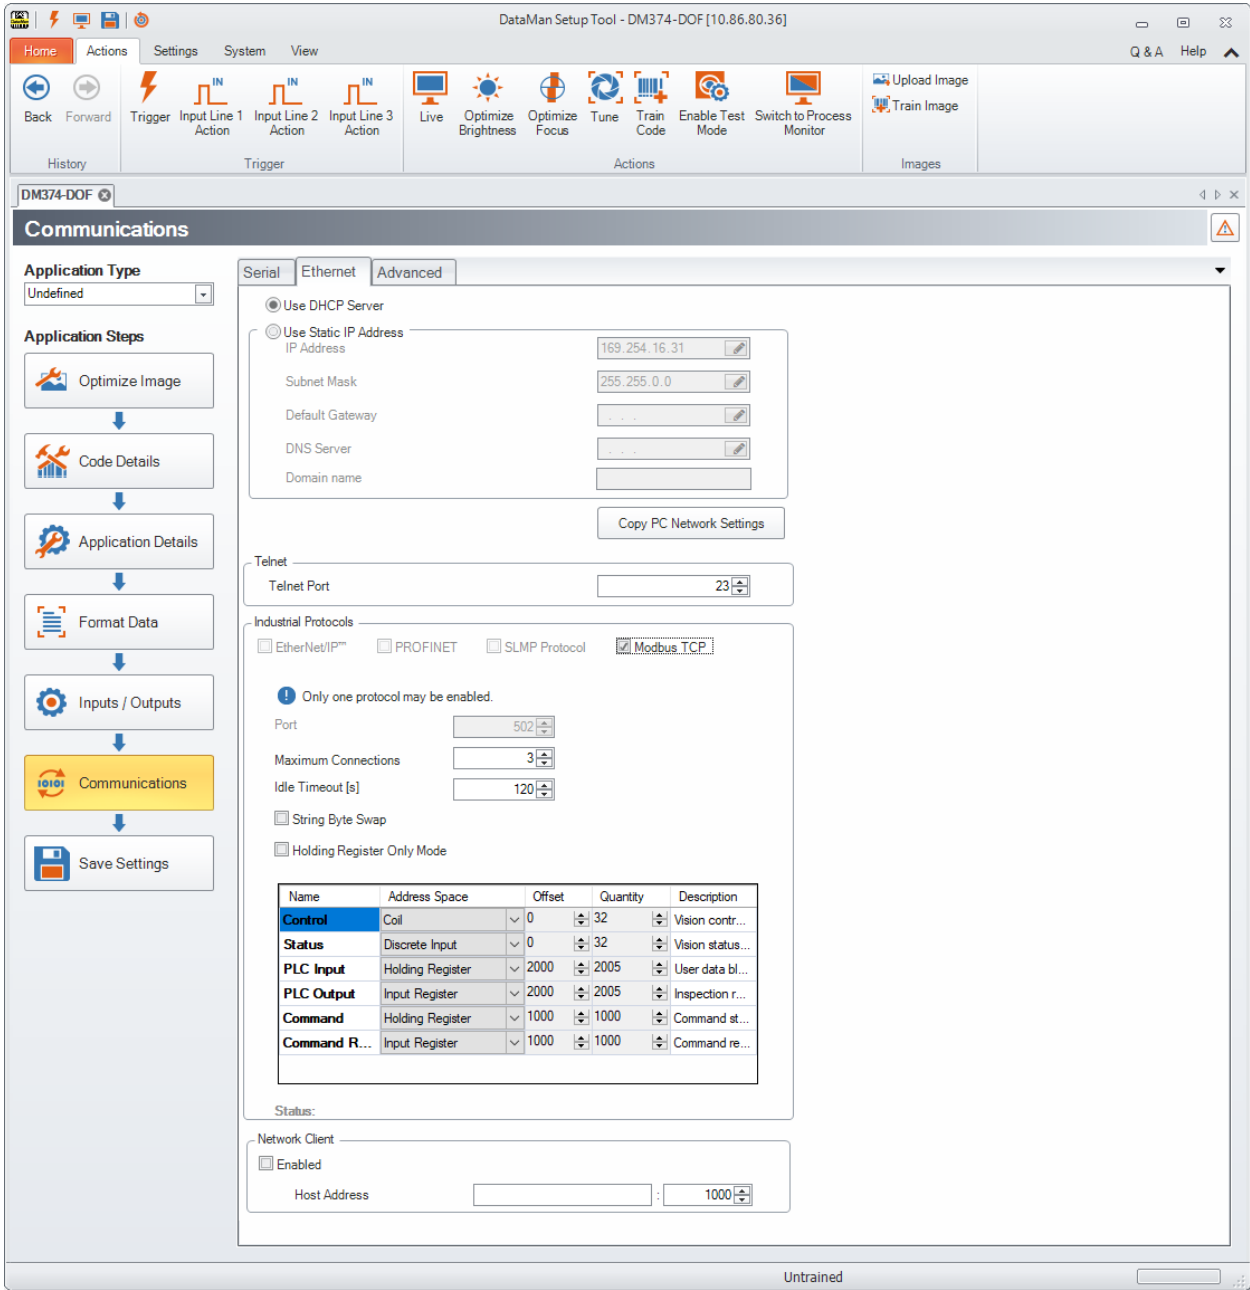 DataMan Setup Tool - DM374-DOF [10.86.80.36]
Home Actions Settings System View Q & A Help
Back Forward Trigger Input Line 1 Action Input Line 2 Action Input Line 3 Action Live Optimize Brightness Optimize Focus Tune Train Code Enable Test Mode Switch to Process Monitor
IN IN IN
Upload Image
Train Image
History Trigger Actions Images
DM374-DOF
Communications
Application Type
Undefined
Application Steps
Optimize Image
Code Details
Application Details
Format Data
Inputs / Outputs
Communications
Save Settings
Serial Ethernet Advanced
Use DHCP Server
Use Static IP Address
IP Address 169.254.16.31
Subnet Mask 255.255.0.0
Default Gateway . . .
DNS Server . . .
Domain name
Copy PC Network Settings
Telnet
Telnet Port 23
Industrial Protocols
EtherNet/IP™ PROFINET SLMP Protocol Modbus TCP
Only one protocol may be enabled.
Port 502
Maximum Connections 3
Idle Timeout [s] 120
String Byte Swap
Holding Register Only Mode
Name Address Space Offset Quantity Description
Control Coil 0 32 Vision contr...
Status Discrete Input 0 32 Vision status...
PLC Input Holding Register 2000 2005 User data bl...
PLC Output Input Register 2000 2005 Inspection r...
Command Holding Register 1000 1000 Command st...
Command R... Input Register 1000 1000 Command re...
Status:
Network Client
Enabled
Host Address : 1000
Untrained